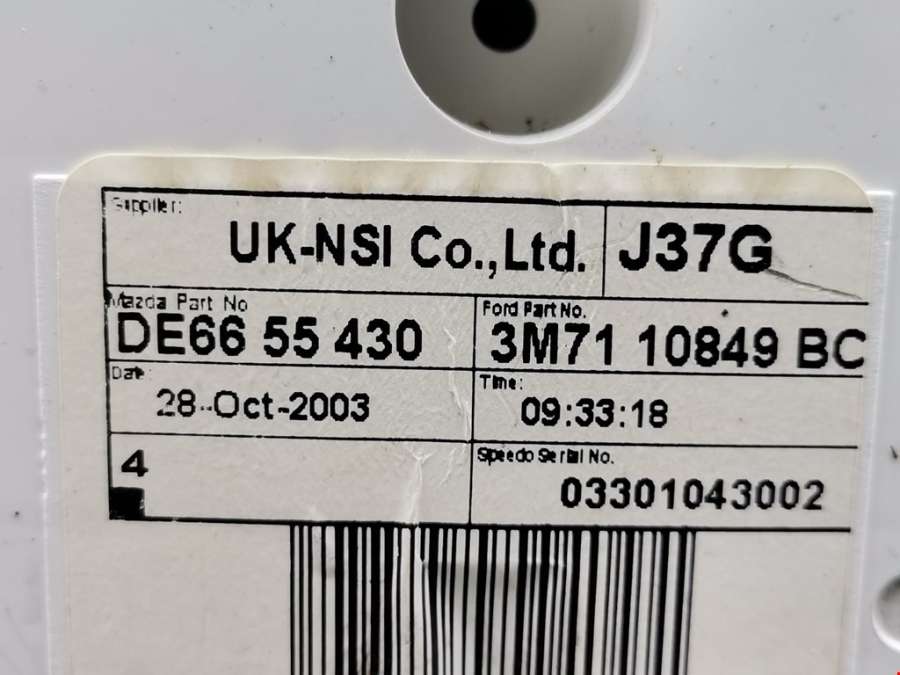 Supplier:
UK-NSI Co.,Ltd. J37G
Mazda Part No Ford Part No.
DE66 55 430 3M71 10849 BC
Date: Time:
28-Oct-2003 09:33:18
4 Speedo Serial No.
03301043002